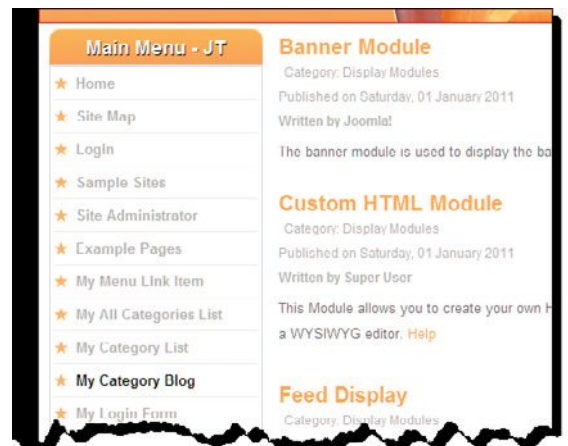 Main Menu - JT
Home
Site Map
Login
Sample Sites
Site Administrator
Example Pages
My Menu Link Item
My All Categories List
My Category List
My Category Blog
My Login Form
Banner Module
Category: Display Modules
Published on Saturday, 01 January 2011
Written by Joomla!
The banner module is used to display the ba
Custom HTML Module
Category: Display Modules
Published on Saturday, 01 January 2011
Written by Super User
This Module allows you to create your own H
a WYSIWYG editor. Help
Feed Display
Category: Display Modules